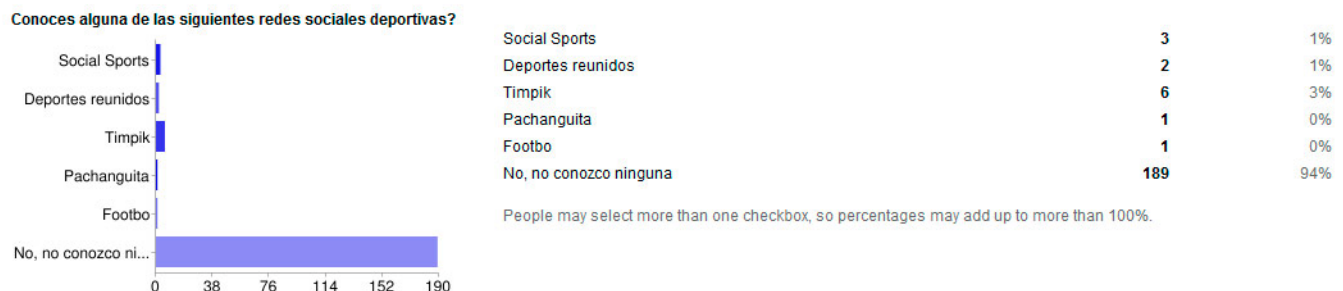 Conoces alguna de las siguientes redes sociales deportivas?
Social Sports
Deportes reunidos
Timpik
Pachanguita
Footbo
No, no conozco ni...
0 38 76 114 152 190
Social Sports 3 1%
Deportes reunidos 2 1%
Timpik 6 3%
Pachanguita 1 0%
Footbo 1 0%
No, no conozco ninguna 189 94%
People may select more than one checkbox, so percentages may add up to more than 100%.